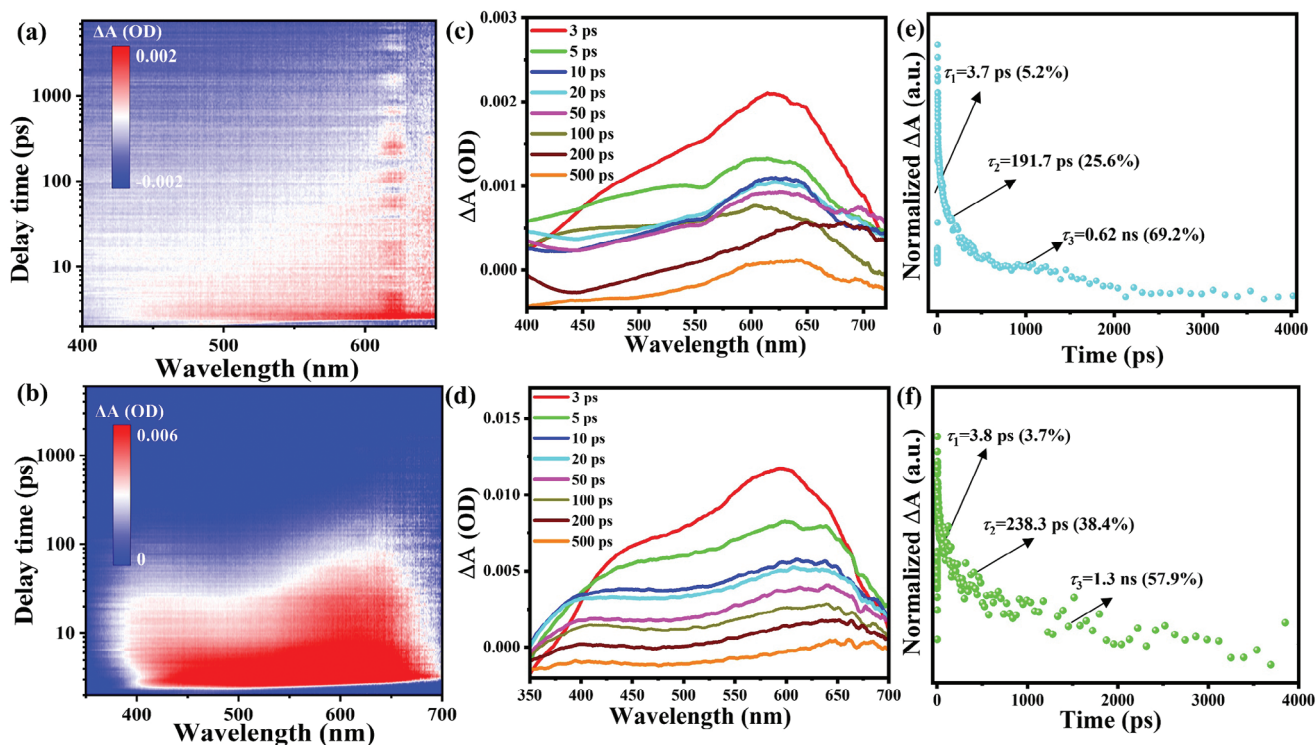 (a)
ΔA (OD)
0.002
-0.002
1000
100
10
Delay time (ps)
400
500
600
Wavelength (nm)
(c)
0.003
0.002
0.001
0.000
ΔA (OD)
3 ps
5 ps
10 ps
20 ps
50 ps
100 ps
200 ps
500 ps
400
450
500
550
600
650
700
Wavelength (nm)
(e)
Normalized ΔA (a.u.)
τ1=3.7 ps (5.2%)
τ2=191.7 ps (25.6%)
τ3=0.62 ns (69.2%)
0
1000
2000
3000
4000
Time (ps)
(b)
ΔA (OD)
0.006
0
1000
100
10
Delay time (ps)
400
500
600
700
Wavelength (nm)
(d)
0.015
0.010
0.005
0.000
ΔA (OD)
3 ps
5 ps
10 ps
20 ps
50 ps
100 ps
200 ps
500 ps
350
400
450
500
550
600
650
700
Wavelength (nm)
(f)
Normalized ΔA (a.u.)
τ1=3.8 ps (3.7%)
τ2=238.3 ps (38.4%)
τ3=1.3 ns (57.9%)
0
1000
2000
3000
4000
Time (ps)